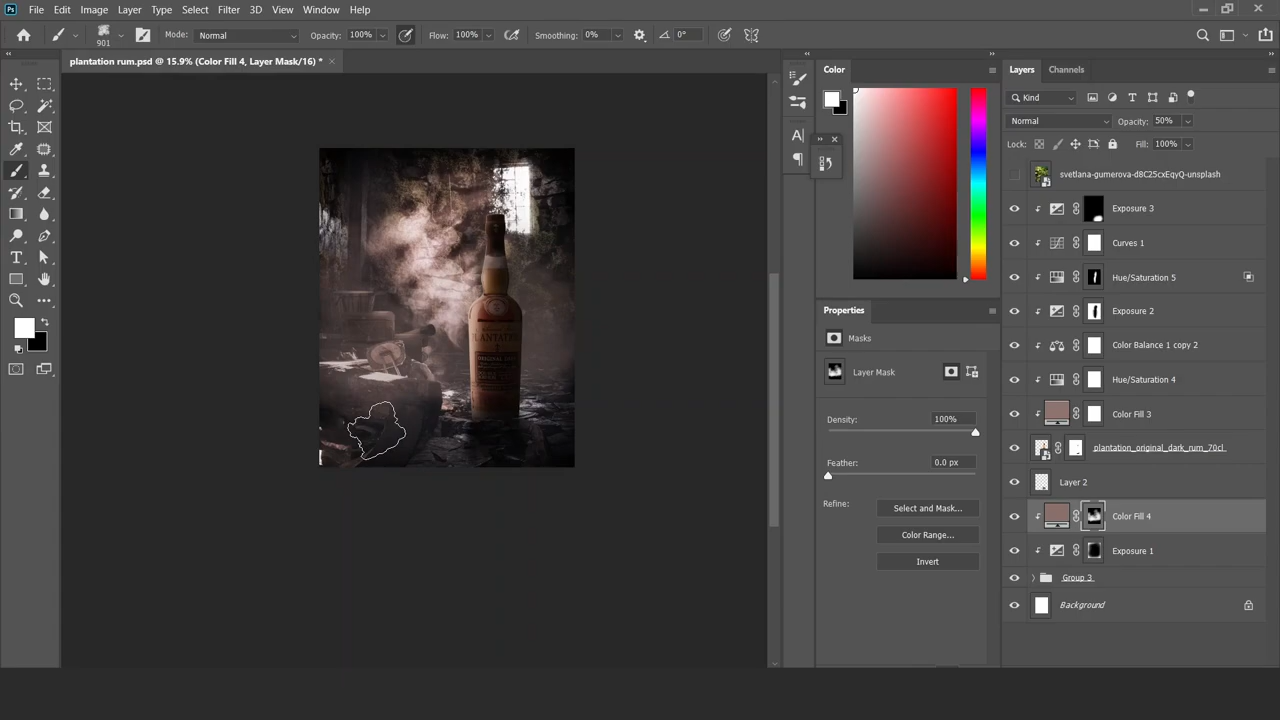 Ps File Edit Image Layer Type Select Filter 3D View Window Help
901 Mode: Normal Opacity: 100% Flow: 100% Smoothing: 0% 0°
plantation rum.psd @ 15.9% (Color Fill 4, Layer Mask/16) *
Color
Layers Channels
Kind
Normal Opacity: 50%
Lock: Fill: 100%
svetlana-gumerova-d8C25cxEqyQ-unsplash
Exposure 3
Curves 1
Hue/Saturation 5
Exposure 2
Color Balance 1 copy 2
Hue/Saturation 4
Color Fill 3
plantation_original_dark_rum_70cl
Layer 2
Color Fill 4
Exposure 1
Group 3
Background
Properties
Masks
Layer Mask
Density: 100%
Feather: 0.0 px
Refine: Select and Mask...
Color Range...
Invert
PLANTATION